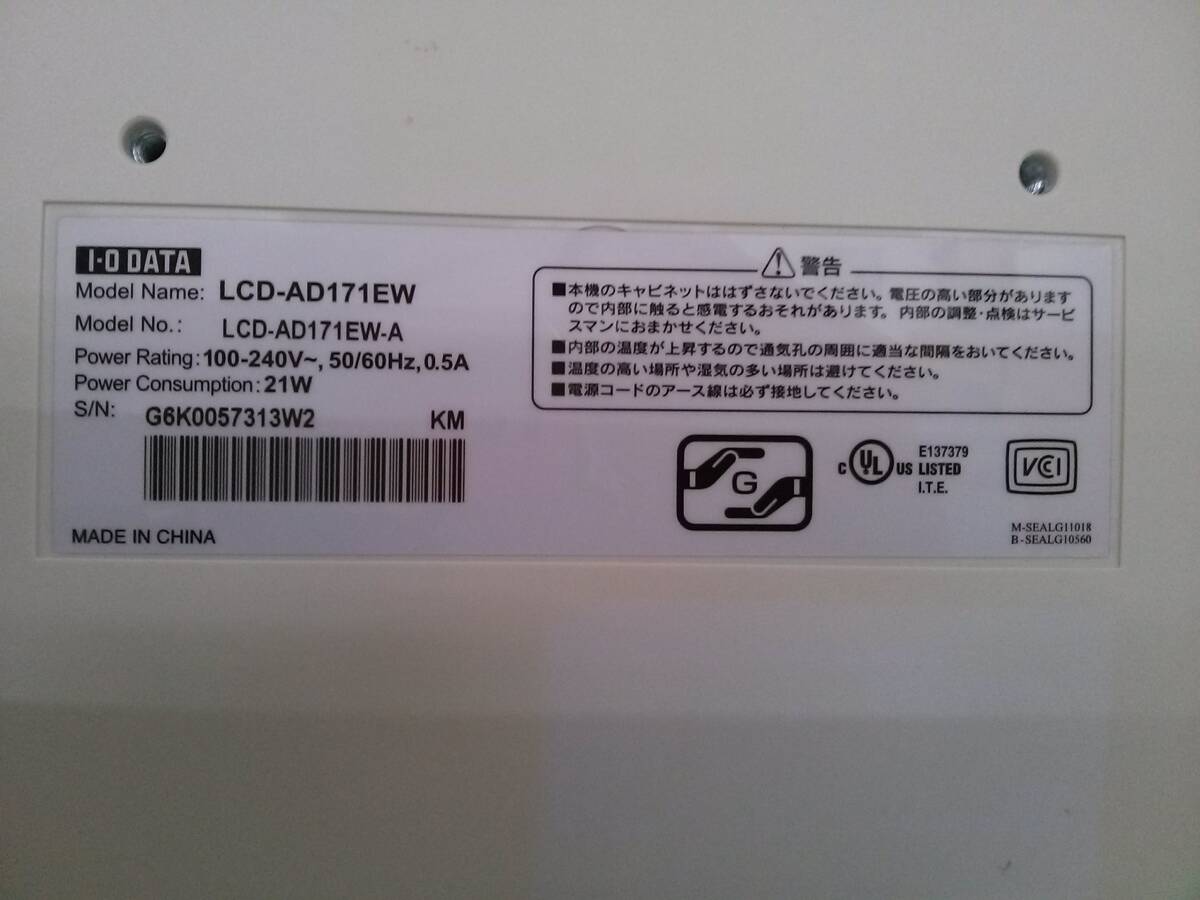 I-O DATA
Model Name: LCD-AD171EW
Model No.: LCD-AD171EW-A
Power Rating: 100-240V~, 50/60Hz, 0.5A
Power Consumption: 21W
S/N: G6K0057313W2 KM
MADE IN CHINA
警告
■本機のキャビネットははずさないでください。電圧の高い部分があります
ので内部に触ると感電するおそれがあります。内部の調整・点検はサービ
スマンにおまかせください。
■内部の温度が上昇するので通気孔の周囲に適当な間隔をおいてください。
■温度の高い場所や湿気の多い場所は避けてください。
■電源コードのアース線は必ず接地してください。
G
C UL US LISTED
E137379
I.T.E.
VCCI
M-SEALG11018
B-SEALG10560